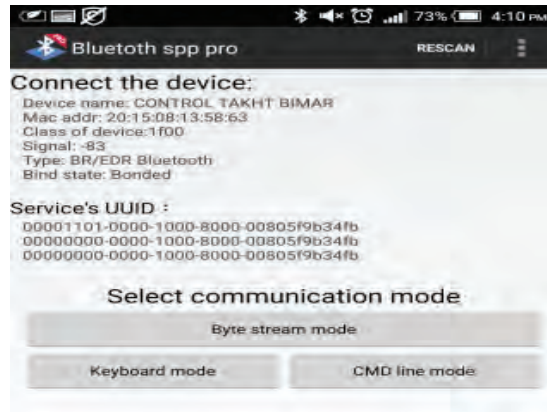 73% 4:10 PM
Bluetoth spp pro RESCAN
Connect the device:
Device name: CONTROL TAKHT BIMAR
Mac addr: 20:15:08:13:58:63
Class of device:1f00
Signal: -83
Type: BR/EDR Bluetooth
Bind state: Bonded
Service's UUID :
00001101-0000-1000-8000-00805f9b34fb
00000000-0000-1000-8000-00805f9b34fb
00000000-0000-1000-8000-00805f9b34fb
Select communication mode
Byte stream mode
Keyboard mode CMD line mode